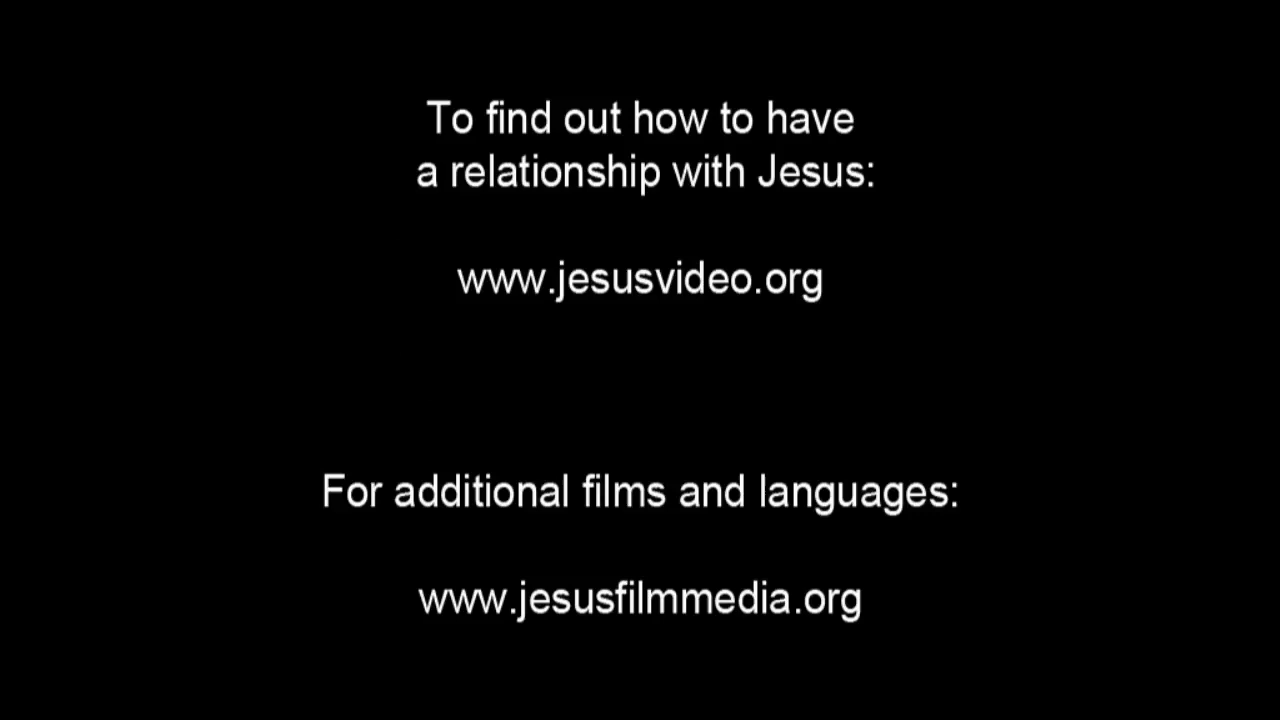 To find out how to have
a relationship with Jesus:
www.jesusvideo.org
For additional films and languages:
www.jesusfilmmedia.org